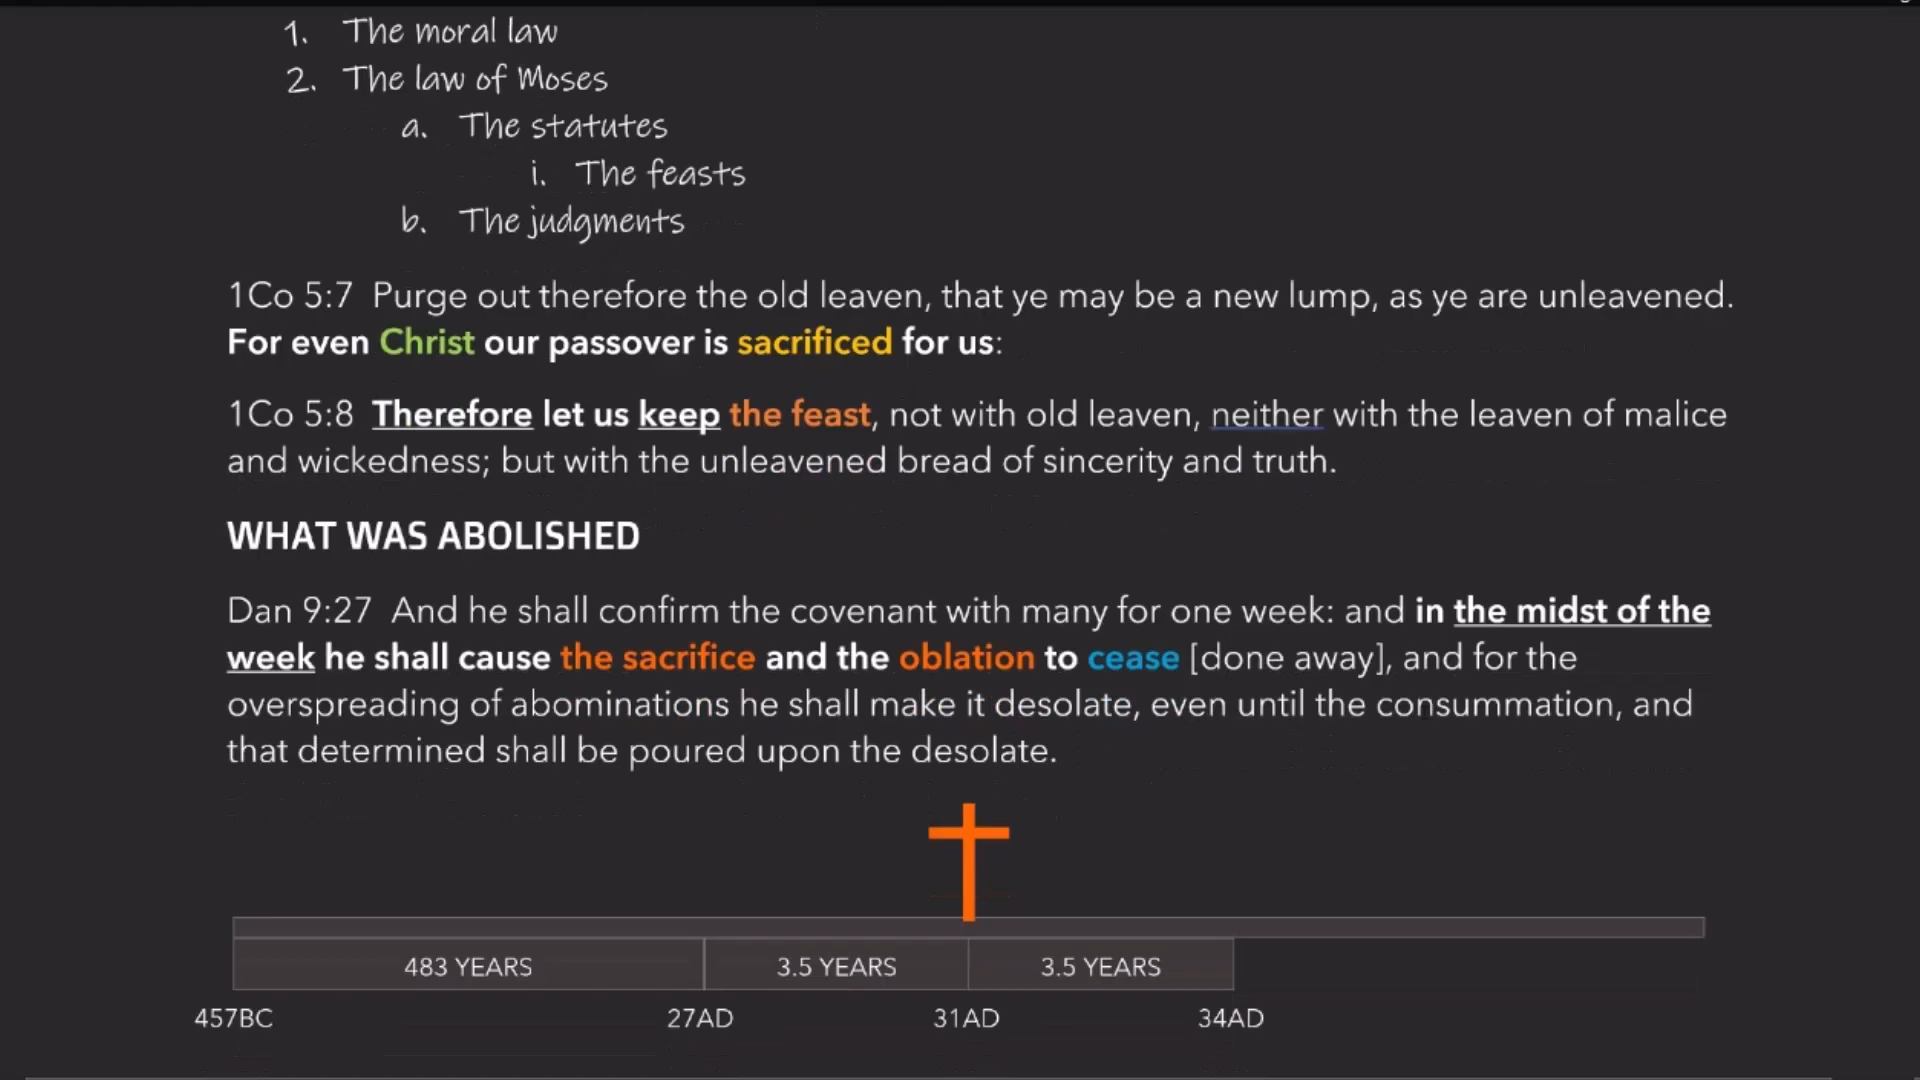 1. The moral law
2. The law of Moses
a. The statutes
i. The feasts
b. The judgments
1Co 5:7 Purge out therefore the old leaven, that ye may be a new lump, as ye are unleavened.
For even Christ our passover is sacrificed for us:
1Co 5:8 Therefore let us keep the feast, not with old leaven, neither with the leaven of malice
and wickedness; but with the unleavened bread of sincerity and truth.
WHAT WAS ABOLISHED
Dan 9:27 And he shall confirm the covenant with many for one week: and in the midst of the
week he shall cause the sacrifice and the oblation to cease [done away], and for the
overspreading of abominations he shall make it desolate, even until the consummation, and
that determined shall be poured upon the desolate.
483 YEARS 3.5 YEARS 3.5 YEARS
457BC 27AD 31AD 34AD